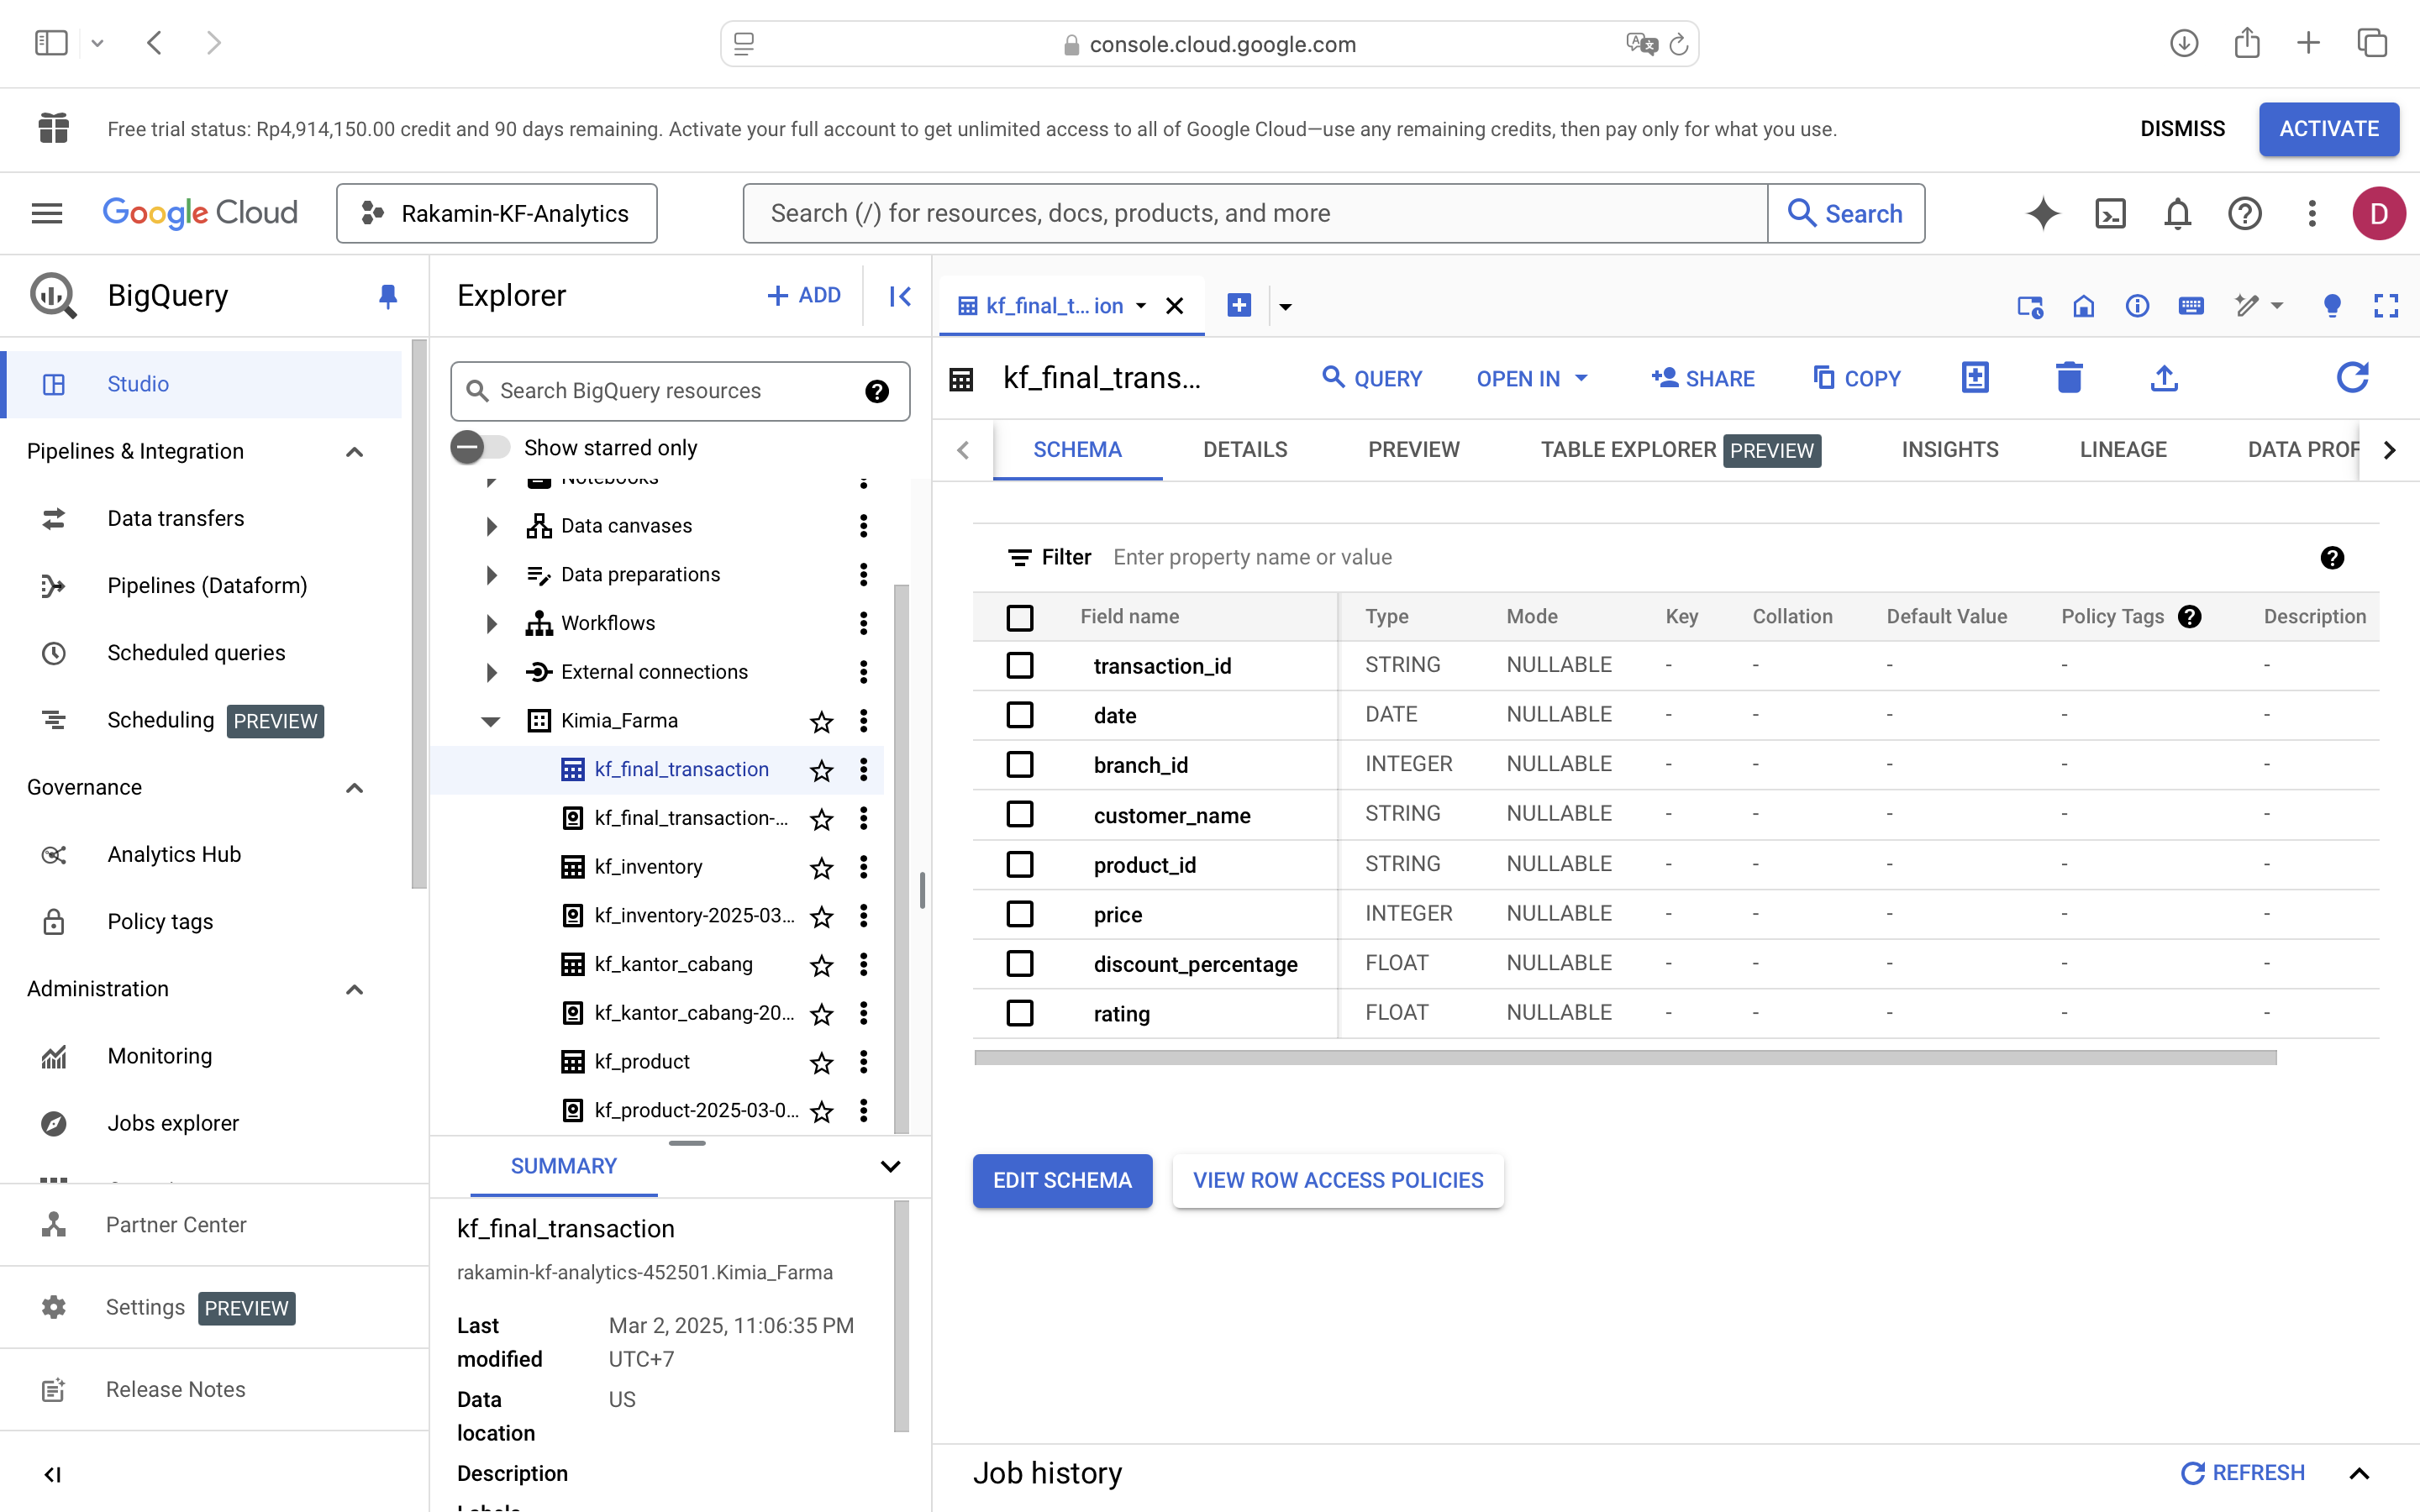 console.cloud.google.com
Free trial status: Rp4,914,150.00 credit and 90 days remaining. Activate your full account to get unlimited access to all of Google Cloud—use any remaining credits, then pay only for what you use.
DISMISS
ACTIVATE
Google Cloud
Rakamin-KF-Analytics
Search (/) for resources, docs, products, and more
Search
D
BigQuery
Studio
Pipelines & Integration
Data transfers
Pipelines (Dataform)
Scheduled queries
Scheduling PREVIEW
Governance
Analytics Hub
Policy tags
Administration
Monitoring
Jobs explorer
Partner Center
Settings PREVIEW
Release Notes
Explorer
+ ADD
Search BigQuery resources
Show starred only
Notebooks
Data canvases
Data preparations
Workflows
External connections
Kimia_Farma
kf_final_transaction
kf_final_transaction-...
kf_inventory
kf_inventory-2025-03...
kf_kantor_cabang
kf_kantor_cabang-20...
kf_product
kf_product-2025-03-0...
SUMMARY
kf_final_transaction
rakamin-kf-analytics-452501.Kimia_Farma
Last modified Mar 2, 2025, 11:06:35 PM UTC+7
Data location US
Description
Labels
kf_final_t... ion
kf_final_trans...
QUERY
OPEN IN
SHARE
COPY
SCHEMA
DETAILS
PREVIEW
TABLE EXPLORER PREVIEW
INSIGHTS
LINEAGE
DATA PROF
Filter Enter property name or value
Field name Type Mode Key Collation Default Value Policy Tags Description
transaction_id STRING NULLABLE - - - - -
date DATE NULLABLE - - - - -
branch_id INTEGER NULLABLE - - - - -
customer_name STRING NULLABLE - - - - -
product_id STRING NULLABLE - - - - -
price INTEGER NULLABLE - - - - -
discount_percentage FLOAT NULLABLE - - - - -
rating FLOAT NULLABLE - - - - -
EDIT SCHEMA
VIEW ROW ACCESS POLICIES
Job history
REFRESH